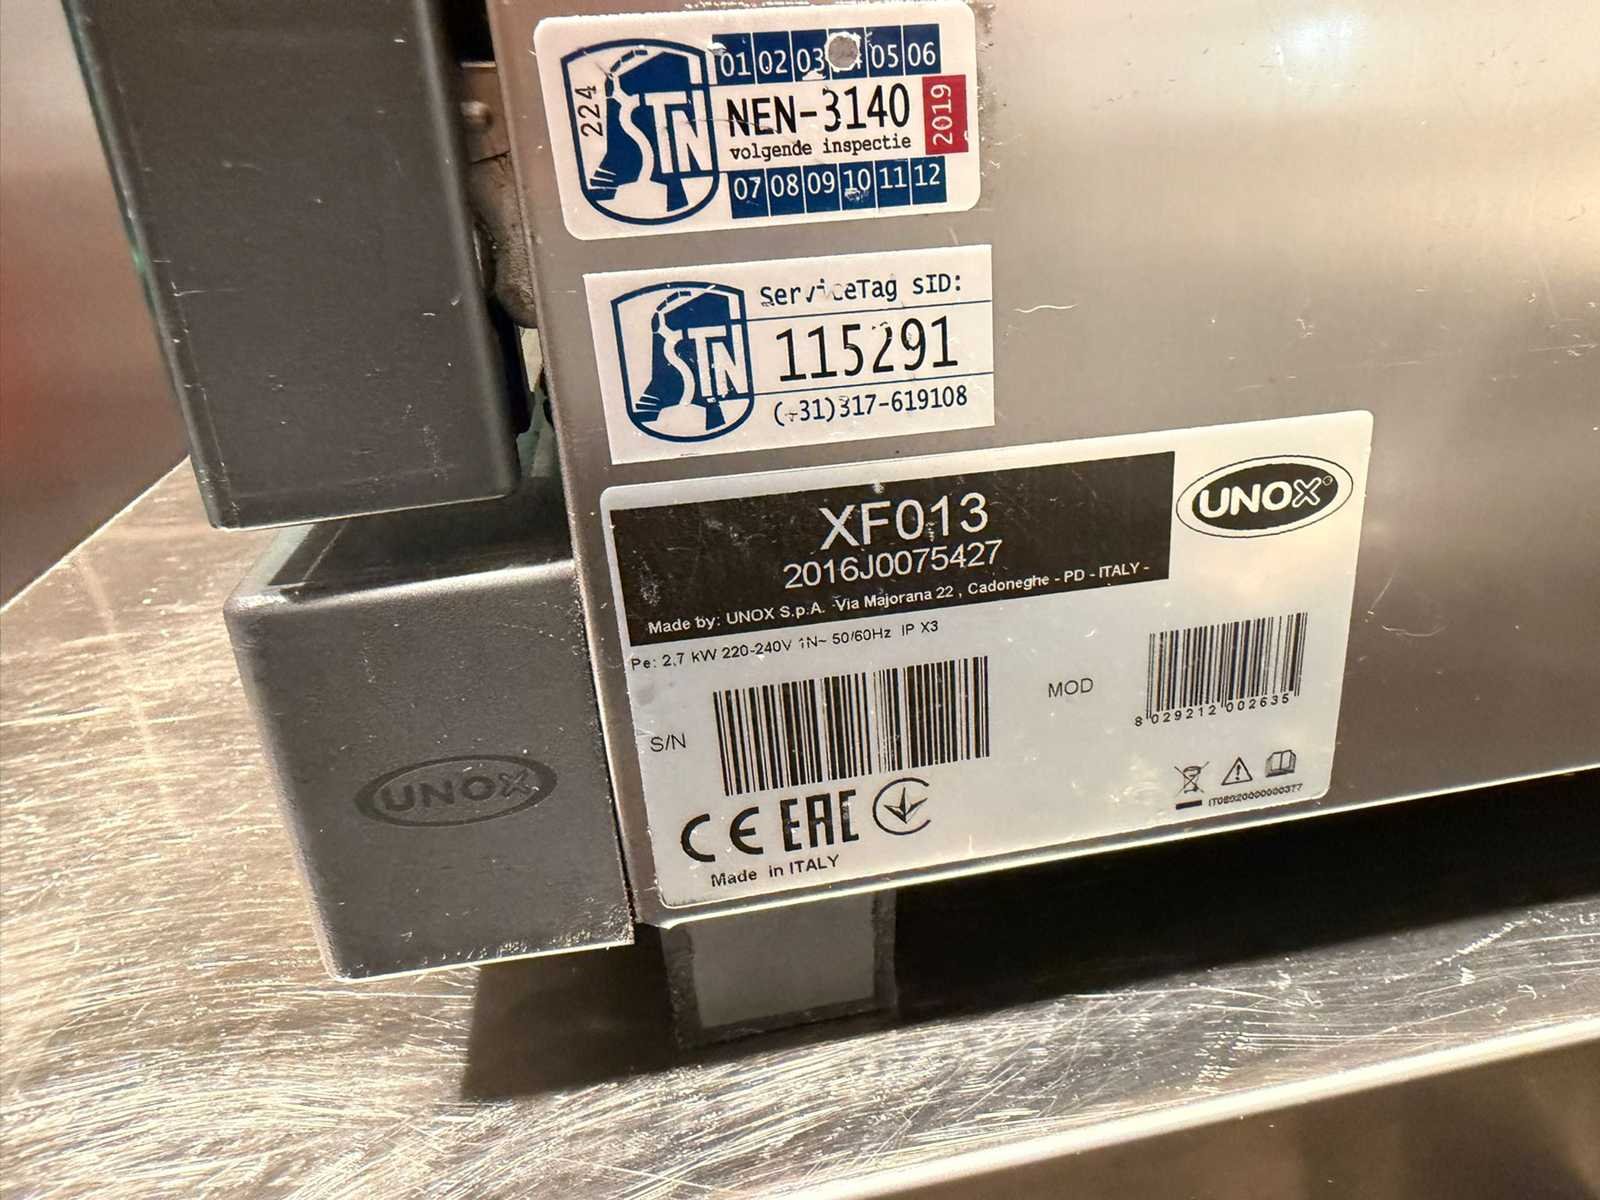 224
STN
01 02 03 05 06
NEN-3140
volgende inspectie
2019
07 08 09 10 11 12
STN
ServiceTag sID:
115291
(+31)317-619108
XF013
2016J0075427
Made by: UNOX S.p.A. Via Majorana 22 , Cadoneghe - PD - ITALY -
UNOX
Pe: 2,7 kW 220-240V 1N~ 50/60Hz IP X3
S/N
MOD
8 029212 002635
CE EAC
IT08020000000377
Made in ITALY
UNOX